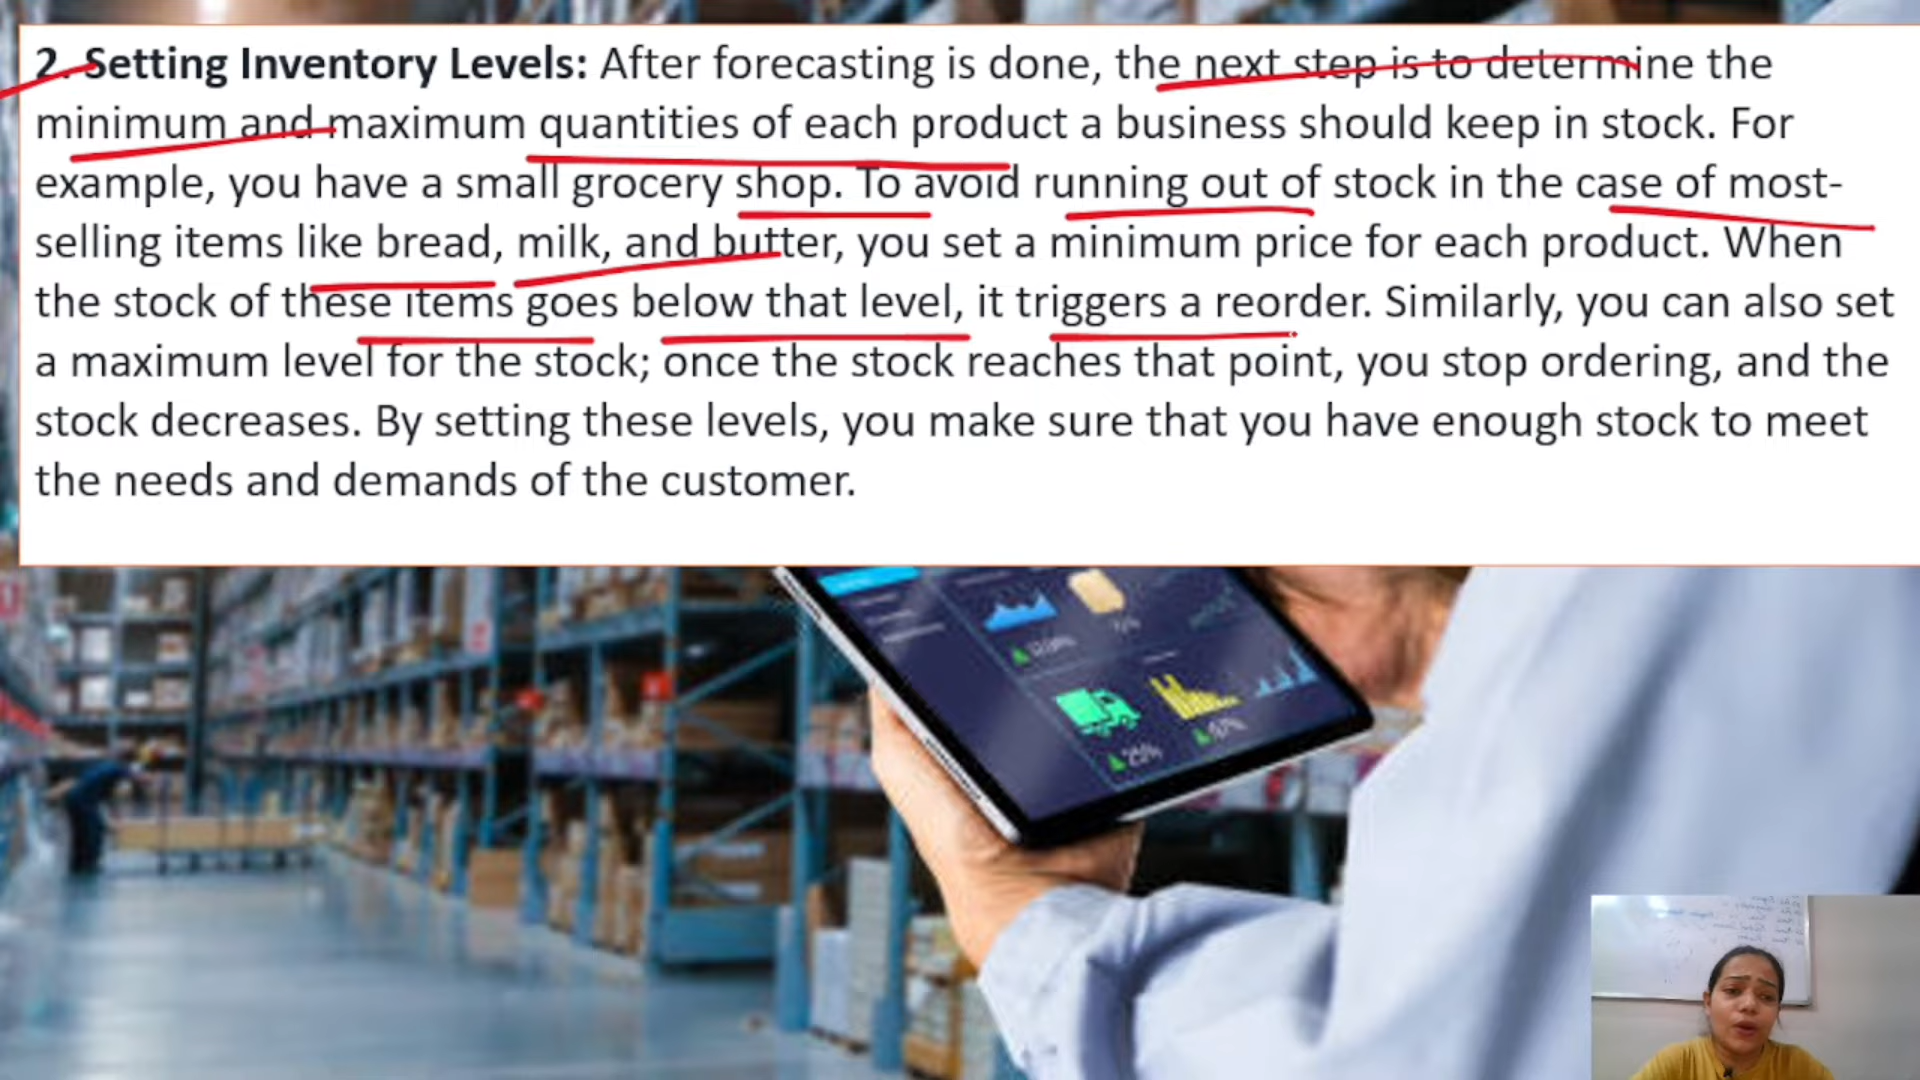 2. Setting Inventory Levels: After forecasting is done, the next step is to determine the
minimum and maximum quantities of each product a business should keep in stock. For
example, you have a small grocery shop. To avoid running out of stock in the case of most-
selling items like bread, milk, and butter, you set a minimum price for each product. When
the stock of these items goes below that level, it triggers a reorder. Similarly, you can also set
a maximum level for the stock; once the stock reaches that point, you stop ordering, and the
stock decreases. By setting these levels, you make sure that you have enough stock to meet
the needs and demands of the customer.
25%